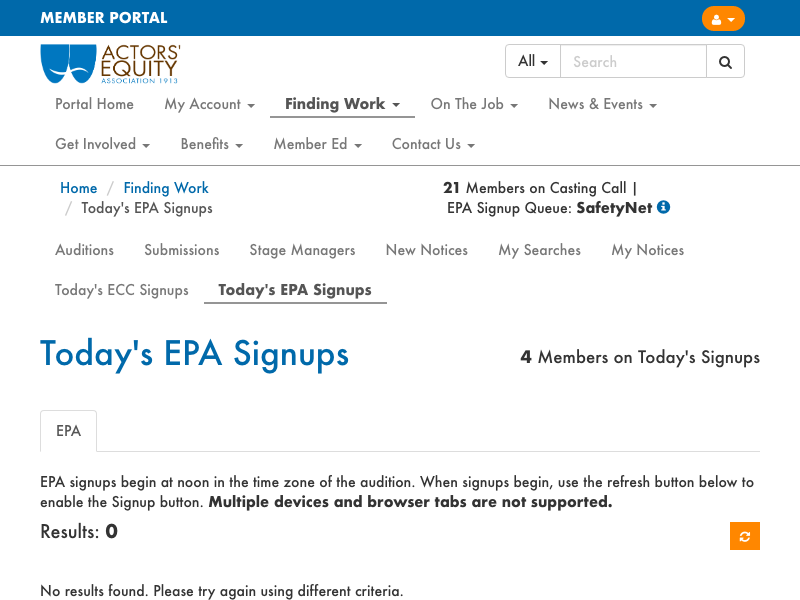 MEMBER PORTAL
ACTORS'
EQUITY
ASSOCIATION 1913
All
Search
Portal Home My Account Finding Work On The Job News & Events
Get Involved Benefits Member Ed Contact Us
Home / Finding Work
/ Today's EPA Signups
21 Members on Casting Call |
EPA Signup Queue: SafetyNet
Auditions Submissions Stage Managers New Notices My Searches My Notices
Today's ECC Signups Today's EPA Signups
Today's EPA Signups
4 Members on Today's Signups
EPA
EPA signups begin at noon in the time zone of the audition. When signups begin, use the refresh button below to
enable the Signup button. Multiple devices and browser tabs are not supported.
Results: 0
No results found. Please try again using different criteria.